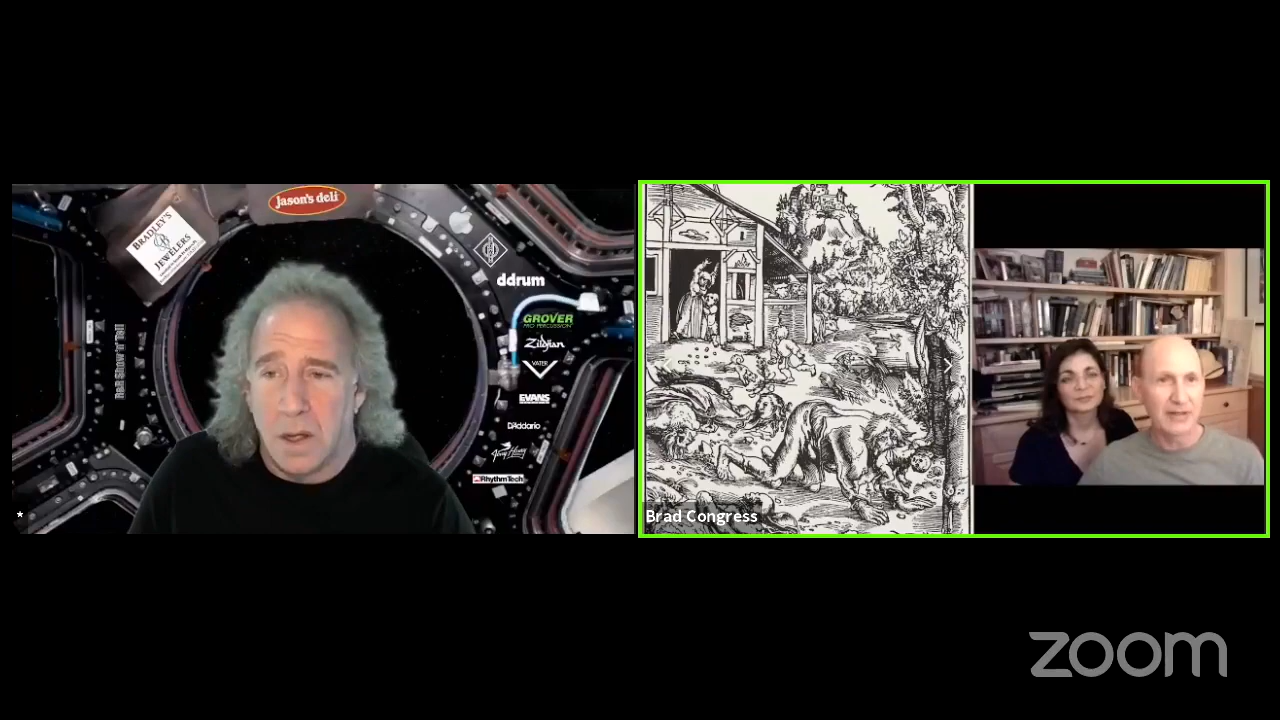 Jason's deli
BRADLEY'S
JEWELERS
ddrum
GROVER
PRO PERCUSSION
Zildjian
VATER
EVANS
D'Addario
RhythmTech
*
Brad Congress
zoom